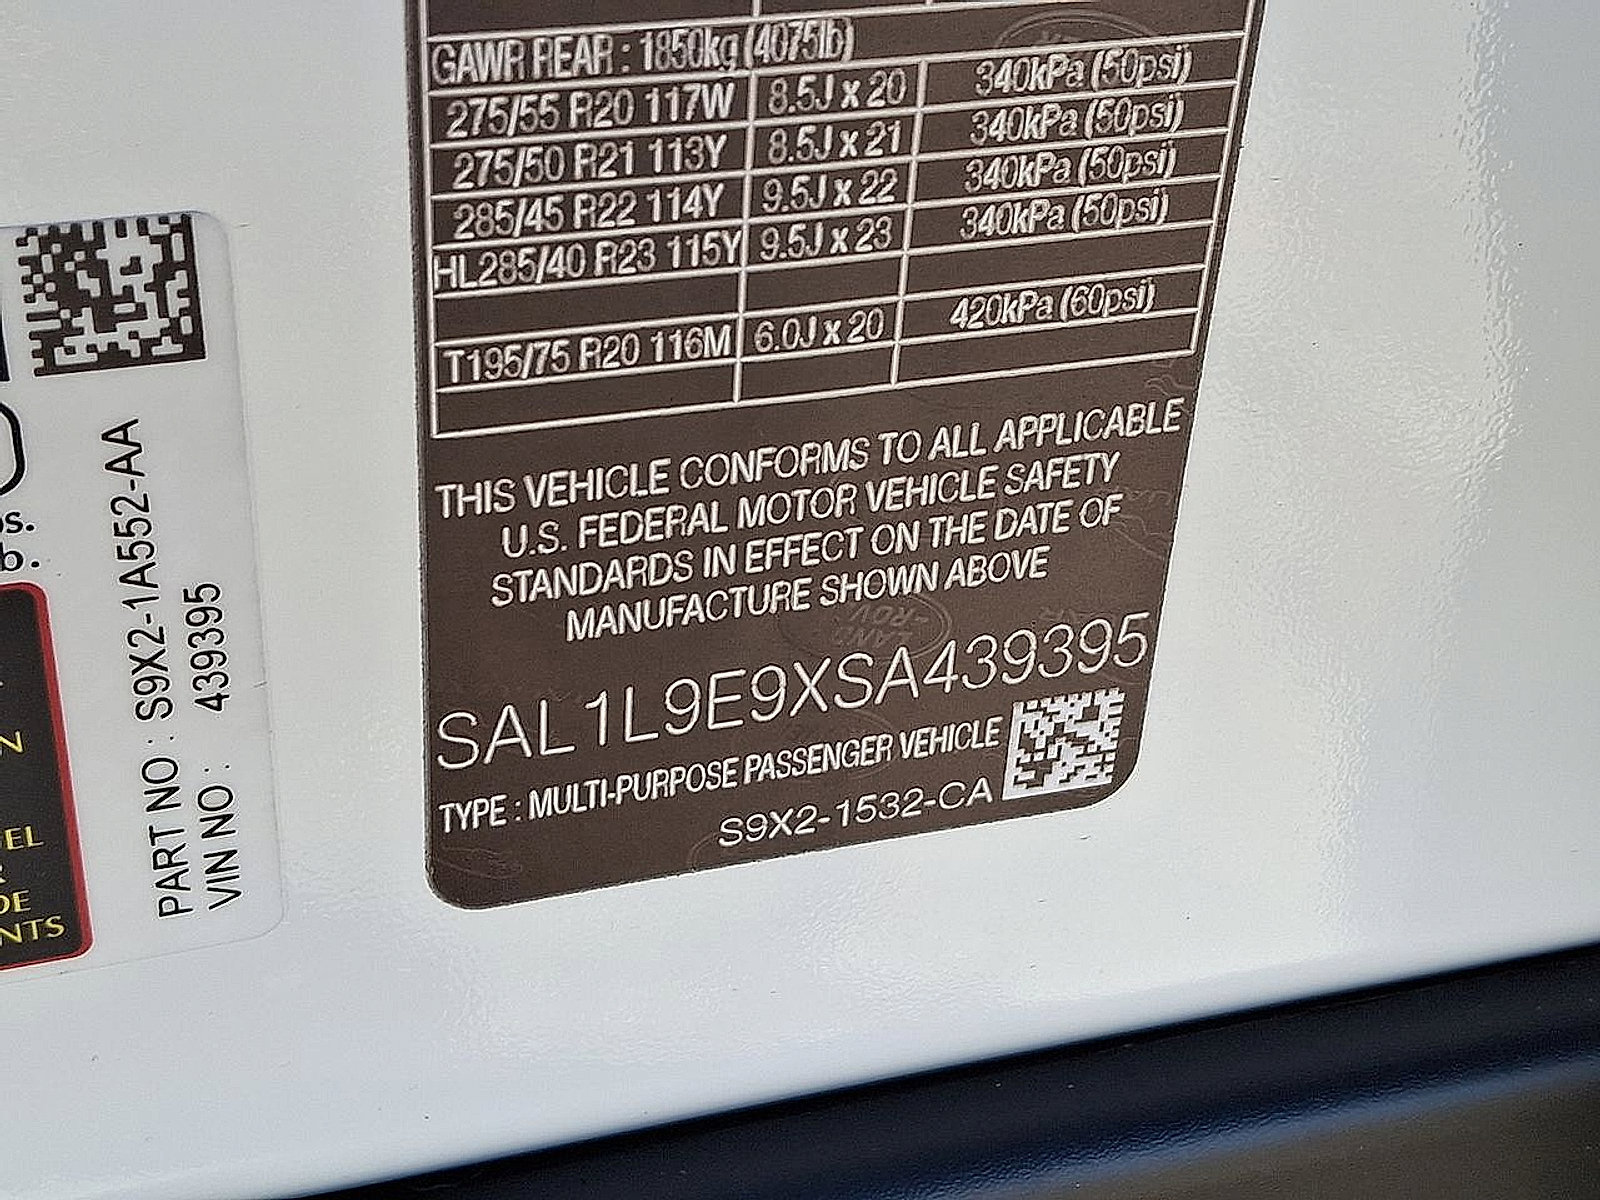 GAWR REAR : 1850kg (4075lb)
275/55 R20 117W 8.5J x 20 340kPa (50psi)
275/50 R21 113Y 8.5J x 21 340kPa (50psi)
285/45 R22 114Y 9.5J x 22 340kPa (50psi)
HL285/40 R23 115Y 9.5J x 23 340kPa (50psi)
T195/75 R20 116M 6.0J x 20 420kPa (60psi)
THIS VEHICLE CONFORMS TO ALL APPLICABLE
U.S. FEDERAL MOTOR VEHICLE SAFETY
STANDARDS IN EFFECT ON THE DATE OF
MANUFACTURE SHOWN ABOVE
SAL1L9E9XSA439395
TYPE : MULTI-PURPOSE PASSENGER VEHICLE
S9X2-1532-CA
PART NO : S9X2-1A552-AA
VIN NO : 439395